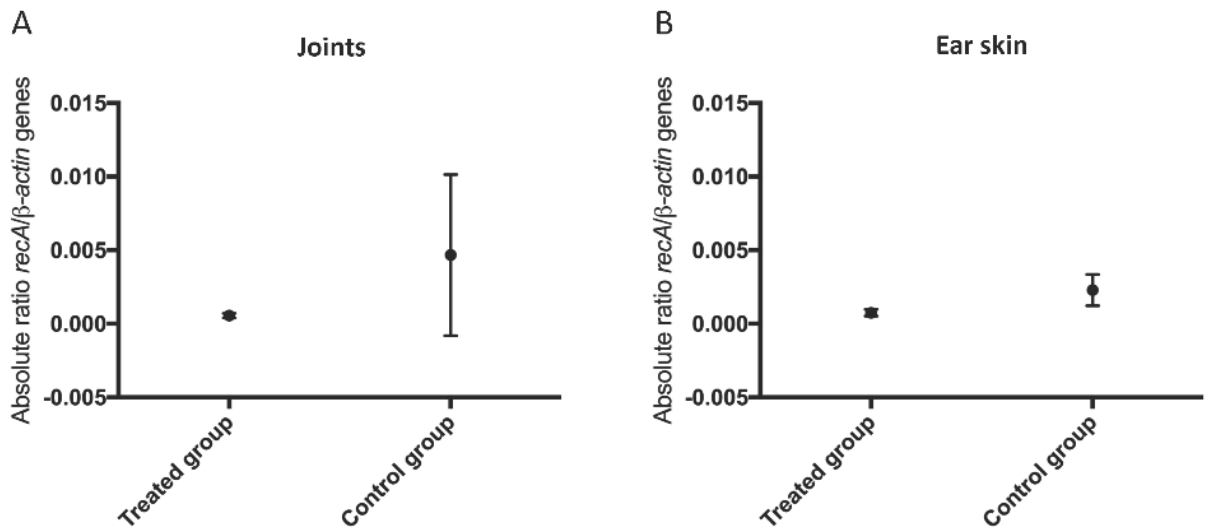 A
Joints
Absolute ratio recA/β-actin genes
0.015
0.010
0.005
0.000
-0.005
Treated group
Control group
B
Ear skin
Absolute ratio recA/β-actin genes
0.015
0.010
0.005
0.000
-0.005
Treated group
Control group